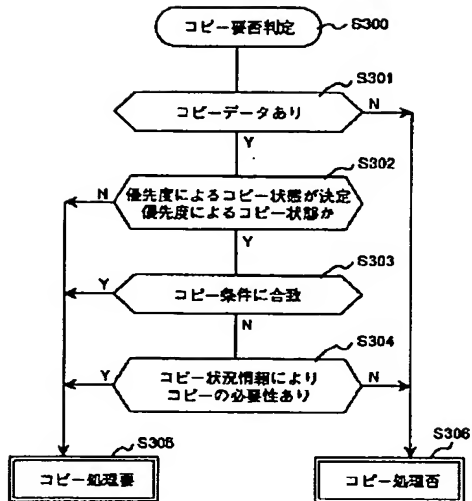 コピー要否判定
S300
S301
コピーデータあり
N
Y
S302
N
優先度によるコピー状態が決定
優先度によるコピー状態か
Y
S303
Y
コピー条件に合致
N
S304
Y
コピー状況情報により
コピーの必要性あり
N
S305
コピー処理要
S306
コピー処理否